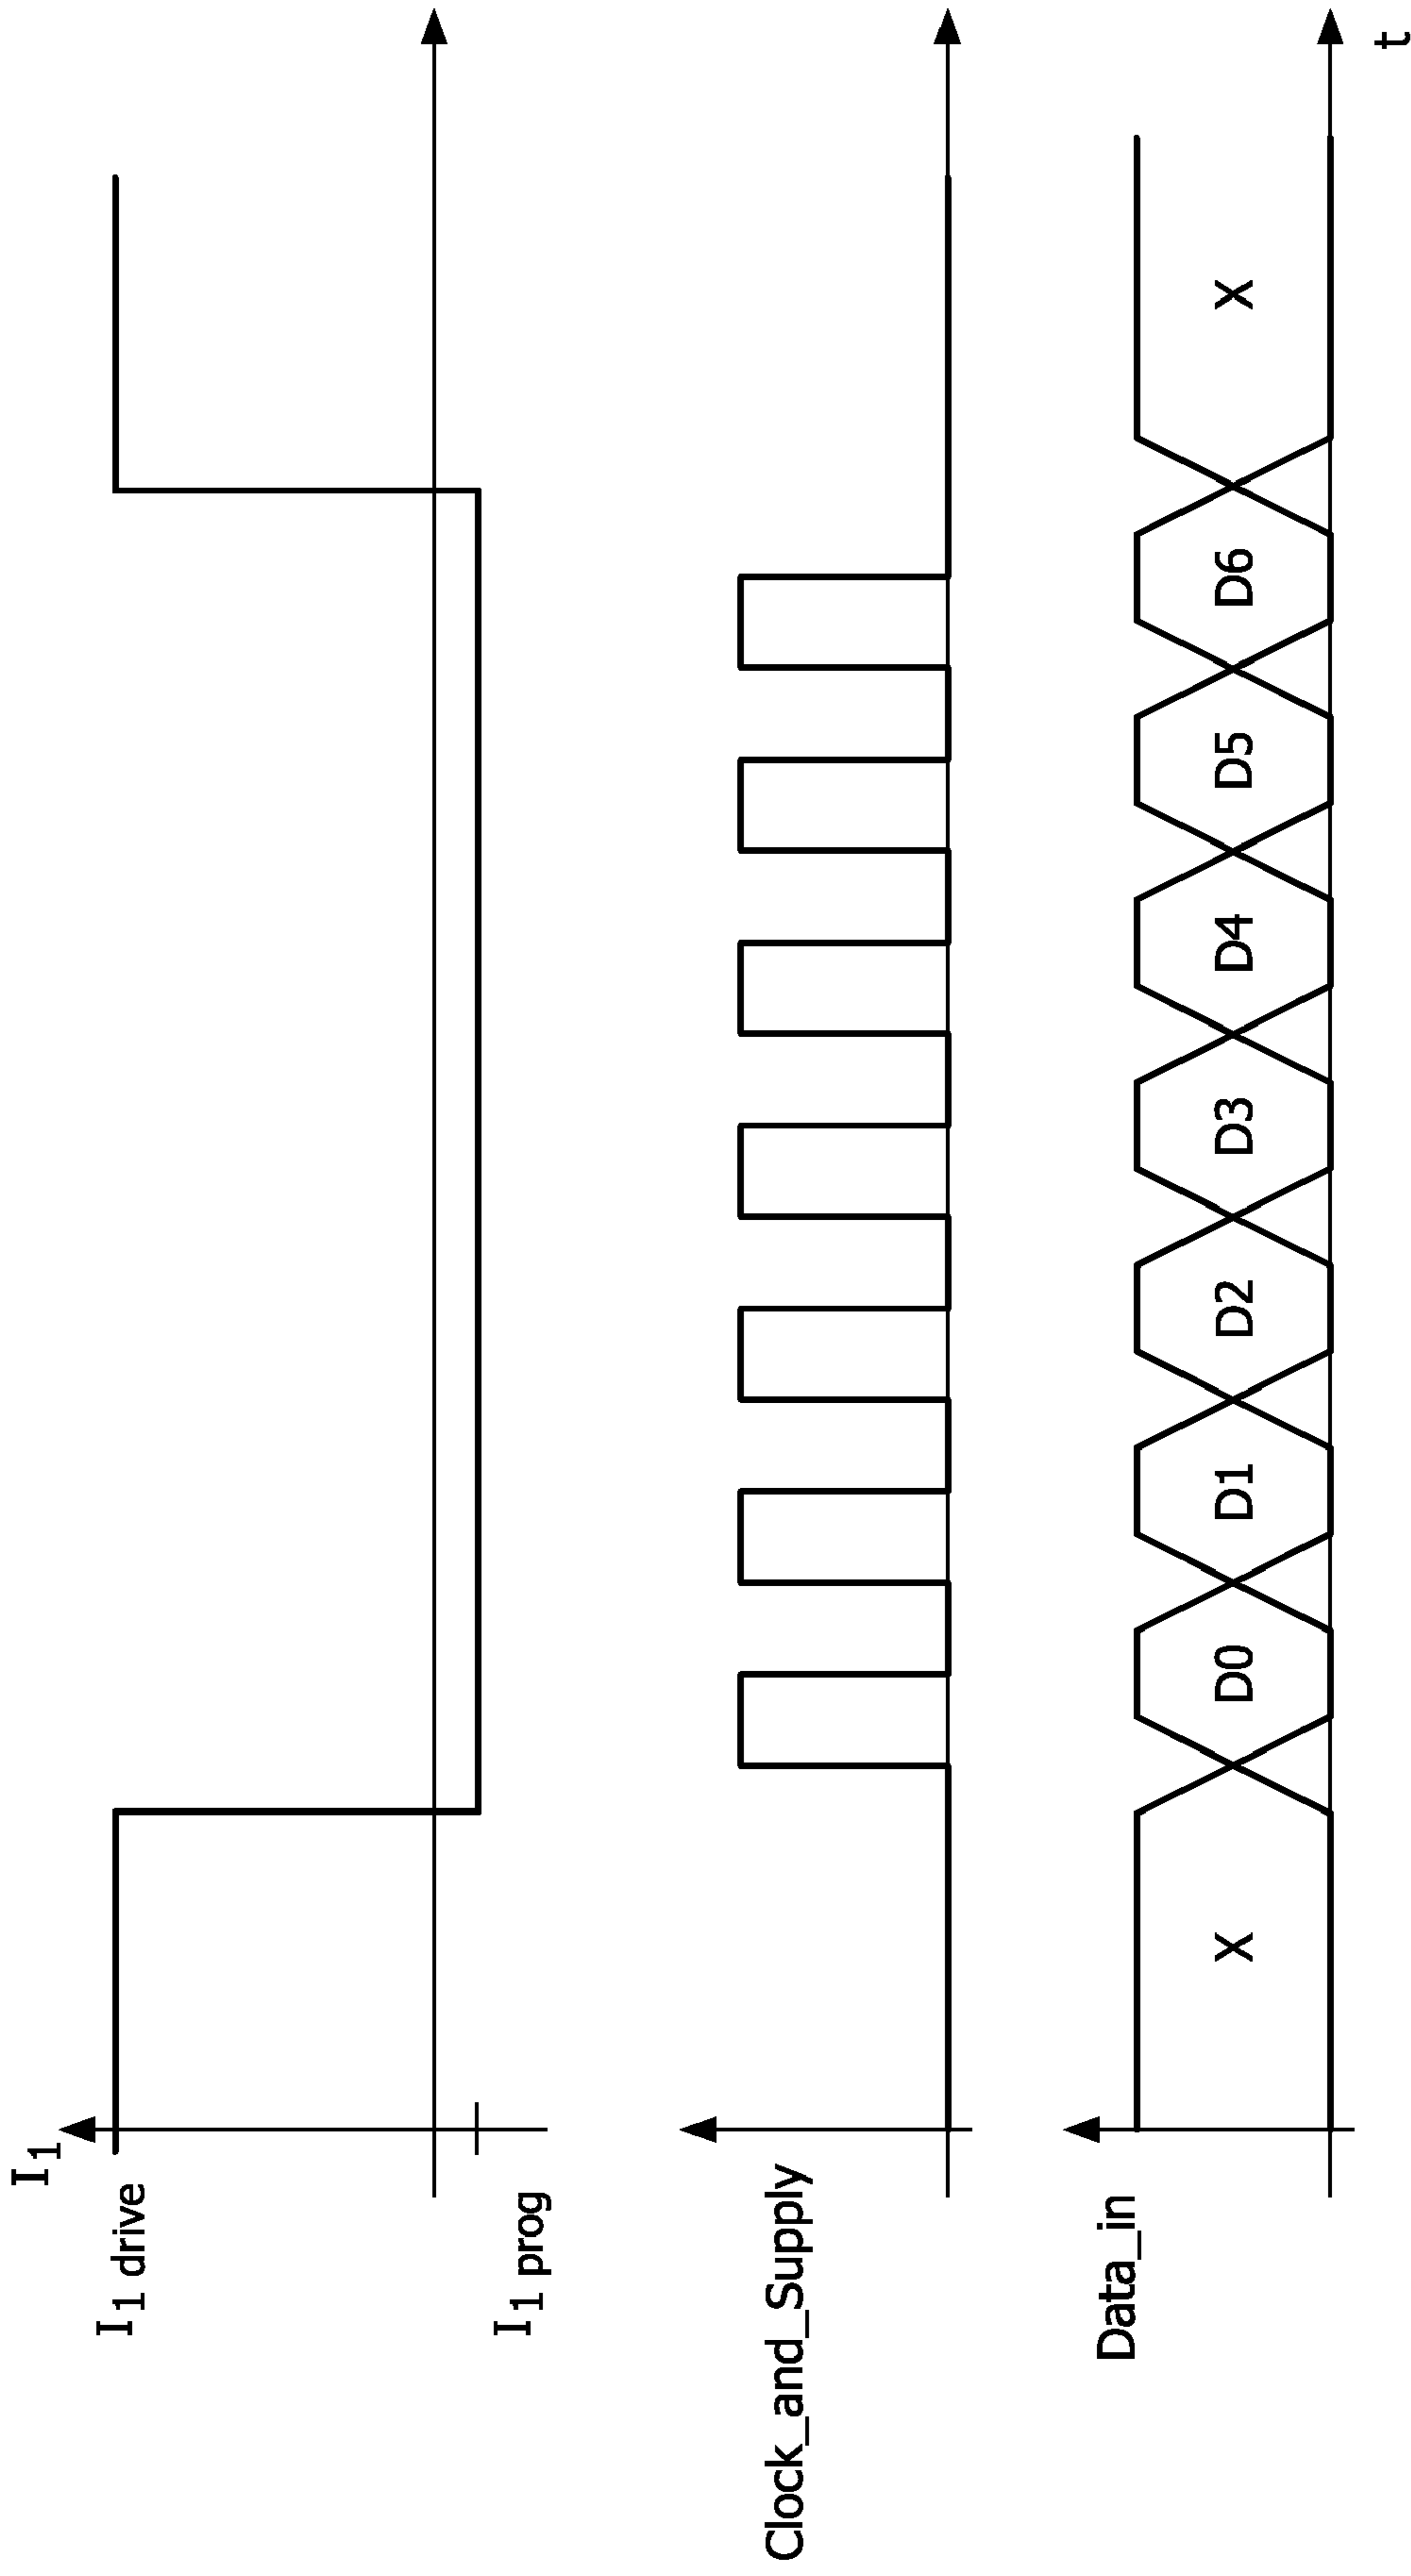 I1
I1 drive
I1 prog
Clock_and_Supply
Data_in
X D0 D1 D2 D3 D4 D5 D6 X
t